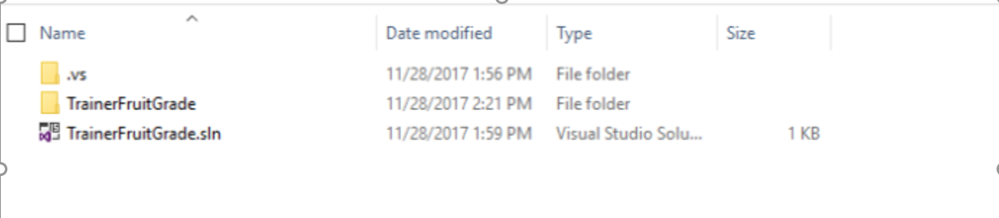 Name Date modified Type Size
.vs 11/28/2017 1:56 PM File folder
TrainerFruitGrade 11/28/2017 2:21 PM File folder
TrainerFruitGrade.sln 11/28/2017 1:59 PM Visual Studio Solu... 1 KB